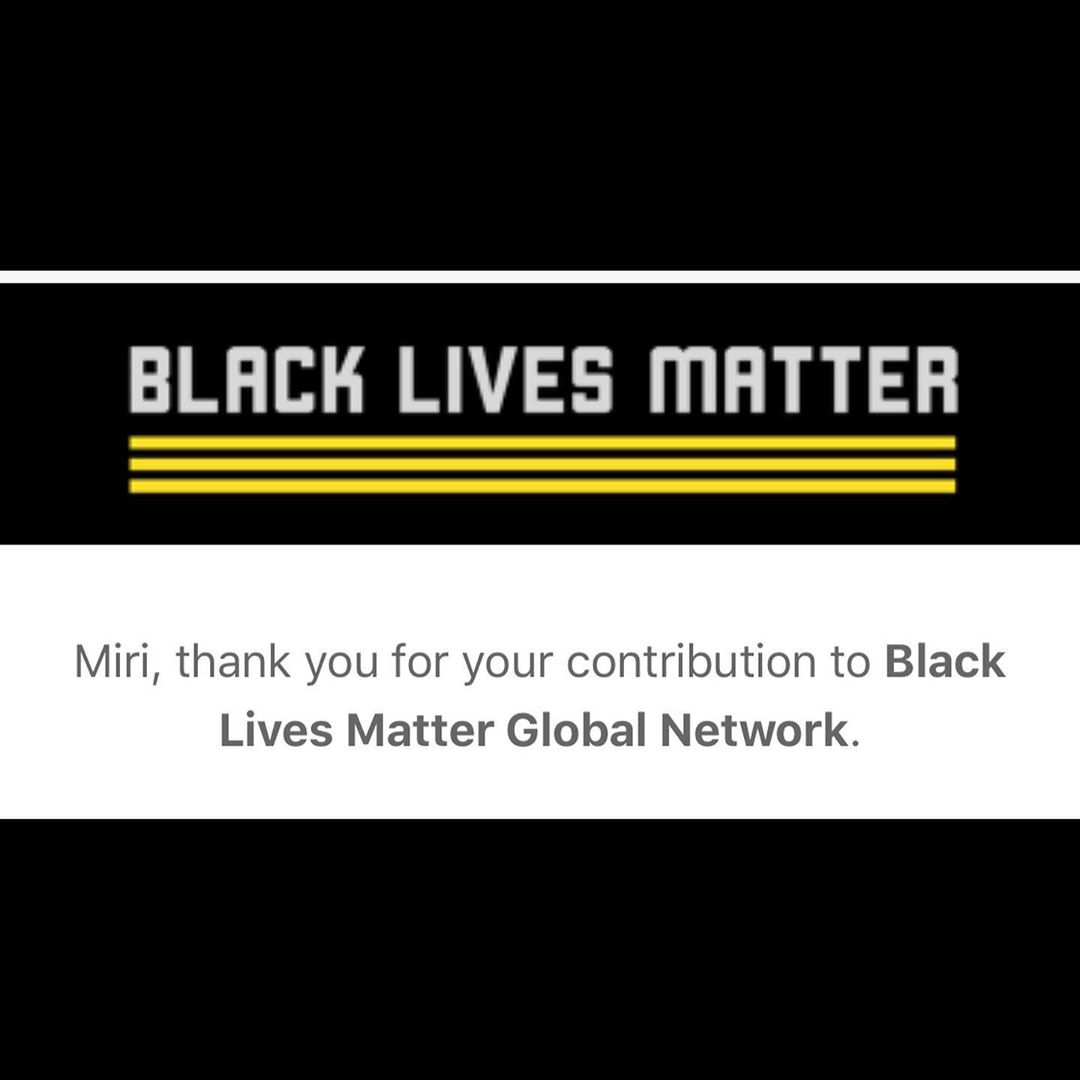 BLACK LIVES MATTER
Miri, thank you for your contribution to Black
Lives Matter Global Network.